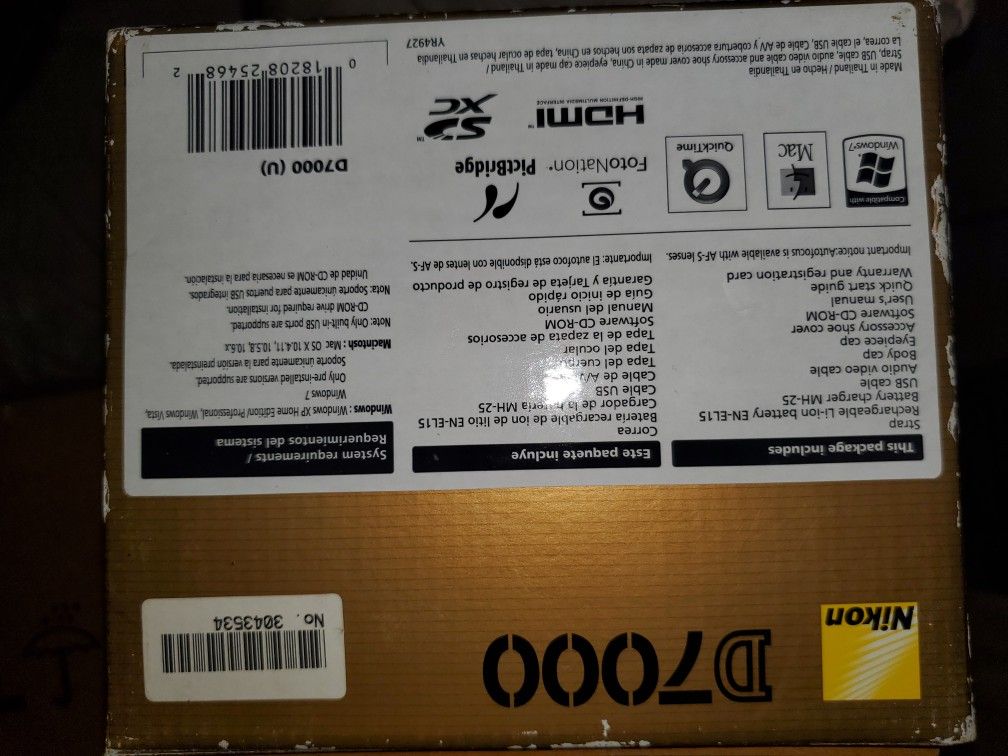 Nikon
D7000
No. 3043534
This package includes
Strap
Rechargeable Li-ion battery EN-EL15
Battery charger MH-25
USB cable
Audio video cable
Body cap
Eyepiece cap
Accessory shoe cover
Software CD-ROM
User's manual
Quick start guide
Warranty and registration card
Important notice:Autofocus is available with AF-S lenses.
Este paquete incluye
Correa
Batería recargable de ion de litio EN-EL15
Cargador de la batería MH-25
Cable USB
Cable de A/V
Tapa del cuerpo
Tapa del ocular
Tapa de la zapata de accesorios
Software CD-ROM
Manual del usuario
Guía de inicio rápido
Garantía y Tarjeta de registro de producto
Importante: El autofoco está disponible con lentes de AF-S.
System requirements /
Requerimientos del sistema
Windows : Windows XP Home Edition/Professional, Windows Vista,
Windows 7
Only pre-installed versions are supported.
Soporte únicamente para la versión preinstalada.
Macintosh : Mac OS X 10.4.11, 10.5.8, 10.6.x
Note: Only built-in USB ports are supported.
CD-ROM drive required for installation.
Nota: Soporte únicamente para puertos USB integrados.
Unidad de CD-ROM es necesaria para la instalación.
Compatible with
Windows®7
Mac
QuickTime
FotoNation®
PictBridge
HDMI™
HIGH-DEFINITION MULTIMEDIA INTERFACE
SD XC™
D7000 (U)
0 18208 25468 2
Made in Thailand / Hecho en Thailandia
Strap, USB cable, audio video cable and accessory shoe cover made in China, eyepiece cap made in Thailand /
La correa, el cable USB, Cable de A/V y cobertura accesoria de zapata son hechos en China, tapa de ocular hechas en Thailandia
YR4927